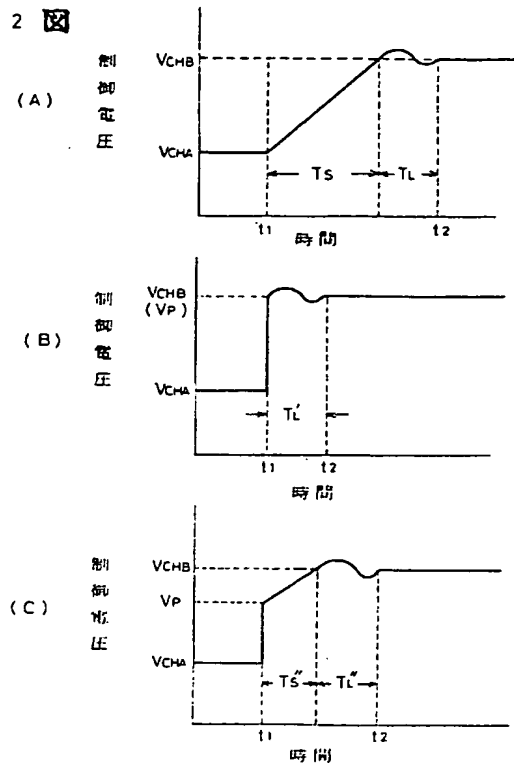 2 図
(A)
制御電圧
VCHB
VCHA
TS
TL
t1
t2
時間
(B)
制御電圧
VCHB
(VP)
VCHA
TL'
t1
t2
時間
(C)
制御電圧
VCHB
VP
VCHA
TS"
TL"
t1
t2
時間